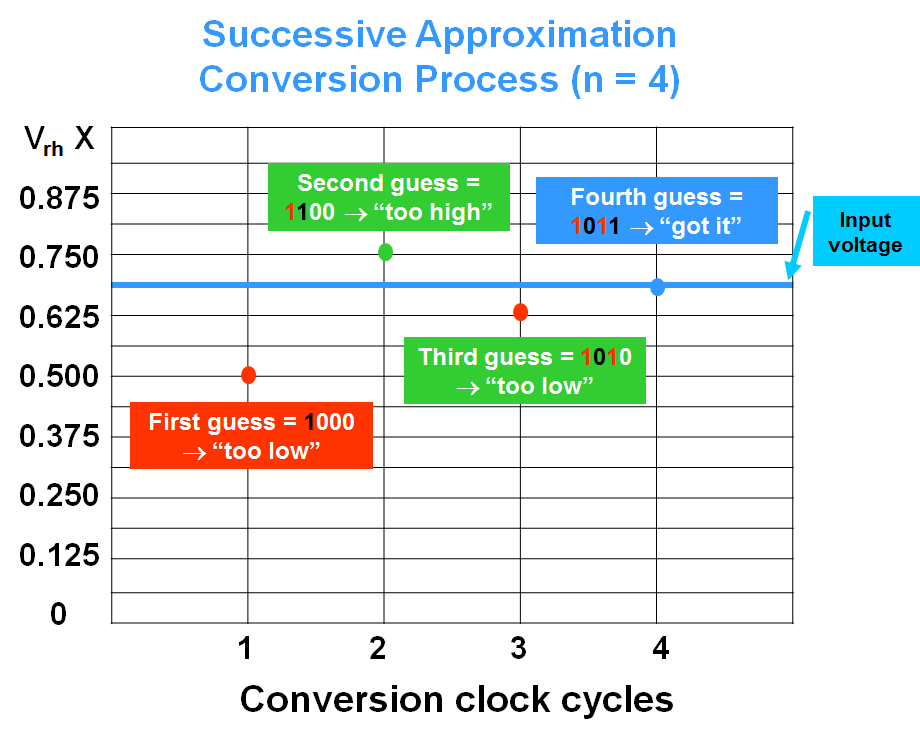 Successive Approximation
Conversion Process (n = 4)
Vrh X
0.875
0.750
0.625
0.500
0.375
0.250
0.125
0
Second guess =
1100 → “too high”
Fourth guess =
1011 → “got it”
Input
voltage
Third guess = 1010
→ “too low”
First guess = 1000
→ “too low”
1
2
3
4
Conversion clock cycles